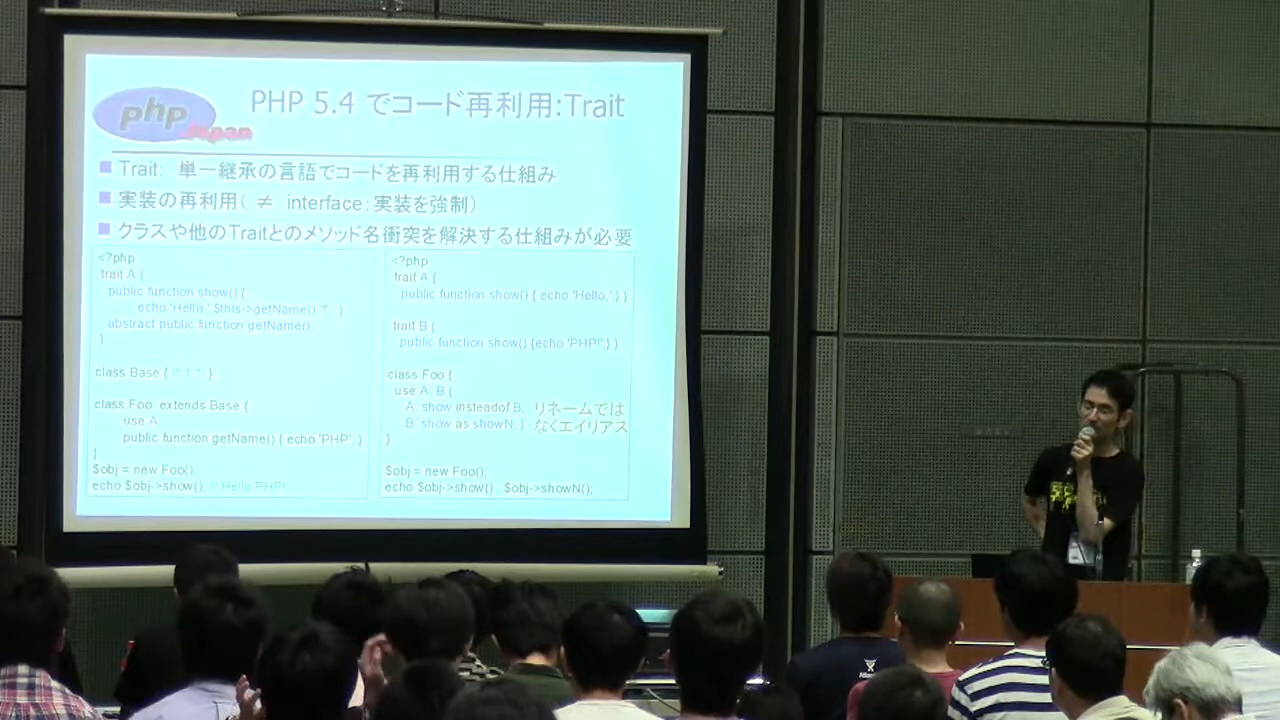 php
Japan
PHP 5.4 でコード再利用:Trait
Trait: 単一継承の言語でコードを再利用する仕組み
実装の再利用( ≠ interface:実装を強制)
クラスや他のTraitとのメソッド名衝突を解決する仕組みが必要
<?php
trait A {
public function show() {
echo 'Hello,' $this->getName()
abstract public function getName();
}
class Base {
class Foo extends Base {
use A;
public function getName() { echo 'PHP'; }
}
$obj = new Foo();
echo $obj->show(); // Hello PHP!
<?php
trait A {
public function show() { echo 'Hello,';} }
trait B {
public function show() {echo 'PHP!';} }
class Foo {
use A, B {
A::show insteadof B; リネームでは
B::show as showN; } なくエイリアス
}
$obj = new Foo();
echo $obj->show() . $obj->showN();